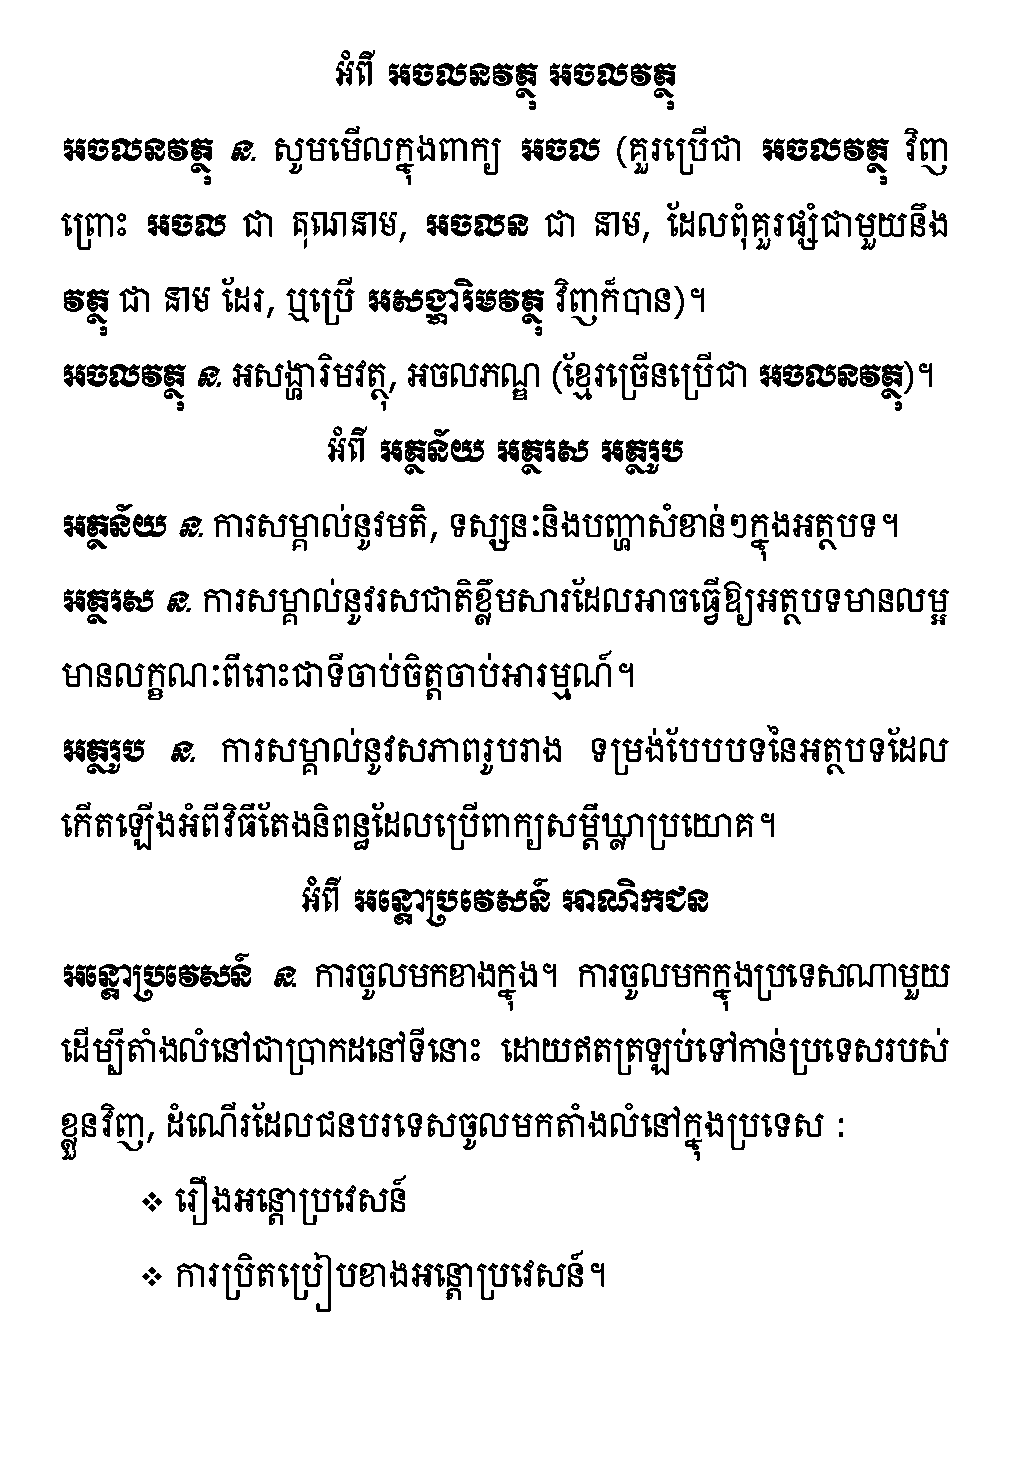 អំពី អចលនវត្ថុ អចលវត្ថុ
អចលនវត្ថុ ន. សូមមើលក្នុងពាក្យ អចល (គួរប្រើជា អចលវត្ថុ វិញ
ព្រោះ អចល ជា គុណនាម, អចលន ជា នាម, ដែលពុំគួរផ្សំជាមួយនឹង
វត្ថុ ជា នាម ដែរ, ឬប្រើ អសង្ហារិមវត្ថុ វិញក៏បាន)។
អចលវត្ថុ ន. អសង្ហារិមវត្ថុ, អចលភណ្ឌ (ខ្មែរច្រើនប្រើជា អចលនវត្ថុ)។
អំពី អត្ថន័យ អត្ថរស អត្ថរូប
អត្ថន័យ ន. ការសម្គាល់នូវមតិ, ទស្សនៈនិងបញ្ហាសំខាន់ៗក្នុងអត្ថបទ។
អត្ថរស ន. ការសម្គាល់នូវរសជាតិខ្លឹមសារដែលអាចធ្វើឱ្យអត្ថបទមានលម្អ
មានលក្ខណៈពីរោះជាទីចាប់ចិត្តចាប់អារម្មណ៍។
អត្ថរូប ន. ការសម្គាល់នូវសភាពរូបរាង ទម្រង់បែបបទនៃអត្ថបទដែល
កើតឡើងអំពីវិធីតែងនិពន្ធដែលប្រើពាក្យសម្ដីឃ្លាប្រយោគ។
អំពី អន្តោប្រវេសន៍ អាណិកជន
អន្តោប្រវេសន៍ ន. ការចូលមកខាងក្នុង។ ការចូលមកក្នុងប្រទេសណាមួយ
ដើម្បីតាំងលំនៅជាប្រាកដនៅទីនោះ ដោយឥតត្រឡប់ទៅកាន់ប្រទេសរបស់
ខ្លួនវិញ, ដំណើរដែលជនបរទេសចូលមកតាំងលំនៅក្នុងប្រទេស :
❖ រឿងអន្តោប្រវេសន៍
❖ ការប្រិតប្រៀបខាងអន្តោប្រវេសន៍។